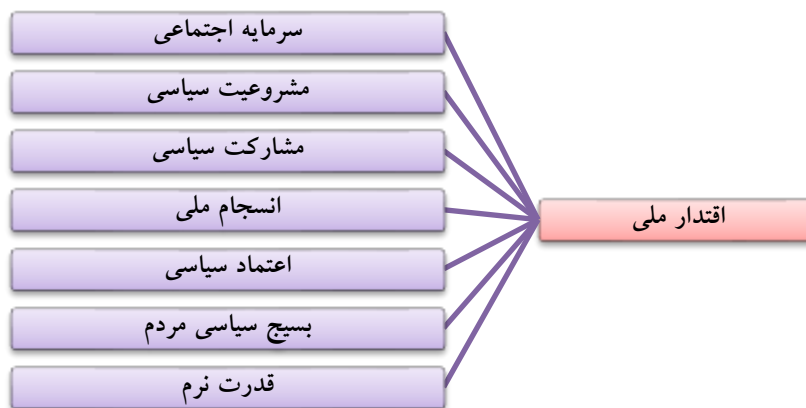 سرمایه اجتماعی
مشروعیت سیاسی
مشارکت سیاسی
انسجام ملی
اقتدار ملی
اعتماد سیاسی
بسیج سیاسی مردم
قدرت نرم